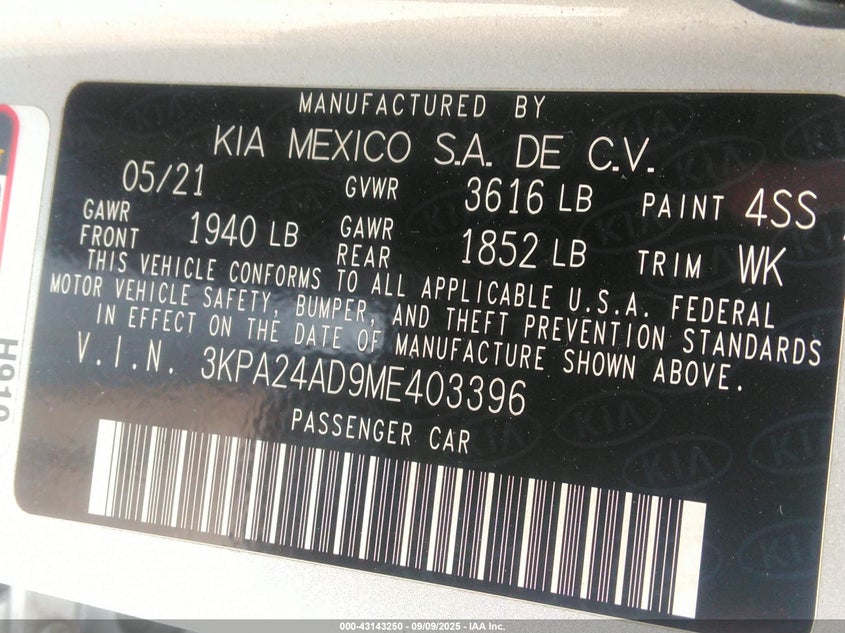 MANUFACTURED BY
KIA MEXICO S.A. DE C.V.
05/21 GVWR 3616 LB PAINT 4SS
GAWR FRONT 1940 LB GAWR REAR 1852 LB TRIM WK
THIS VEHICLE CONFORMS TO ALL APPLICABLE U.S.A. FEDERAL
MOTOR VEHICLE SAFETY, BUMPER, AND THEFT PREVENTION STANDARDS
IN EFFECT ON THE DATE OF MANUFACTURE SHOWN ABOVE.
V.I.N. 3KPA24AD9ME403396
PASSENGER CAR
H910
000-43143250 - 09/09/2025 - IAA Inc.